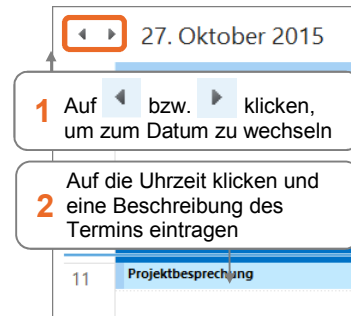 27. Oktober 2015
1 Auf bzw. klicken,
um zum Datum zu wechseln
Auf die Uhrzeit klicken und
2 eine Beschreibung des
Termins eintragen
11 Projektbesprechung